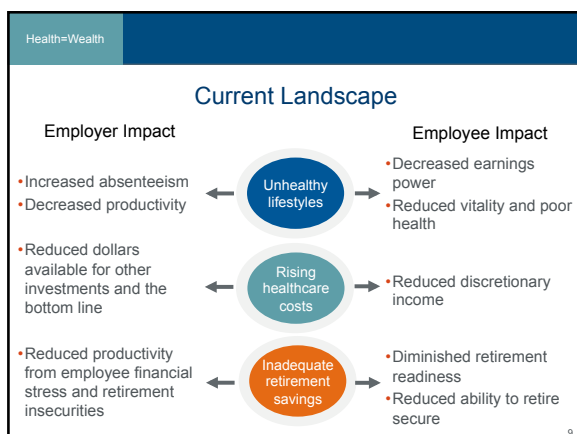 Health=Wealth
Current Landscape
Employer Impact
Employee Impact
•Increased absenteeism
•Decreased productivity
Unhealthy
lifestyles
•Decreased earnings
power
•Reduced vitality and poor
health
•Reduced dollars
available for other
investments and the
bottom line
Rising
healthcare
costs
•Reduced discretionary
income
•Reduced productivity
from employee financial
stress and retirement
insecurities
Inadequate
retirement
savings
•Diminished retirement
readiness
•Reduced ability to retire
secure
9